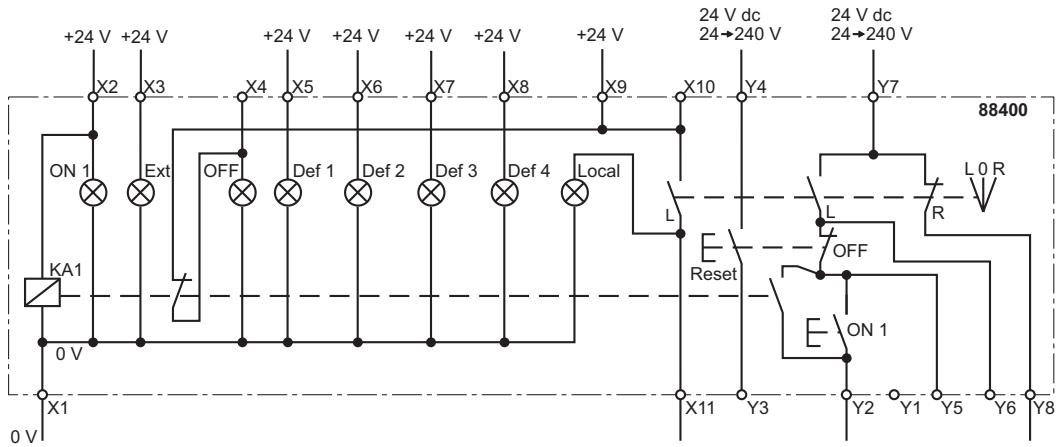 24 V dc
24→240 V
24 V dc
24→240 V
+24 V +24 V +24 V +24 V +24 V +24 V +24 V
X2 X3 X4 X5 X6 X7 X8 X9 X10 Y4 Y7
88400
ON 1 Ext OFF Def 1 Def 2 Def 3 Def 4 Local
L 0 R
L L R
OFF
Reset
KA1
ON 1
0 V
X1 X11 Y3 Y2 Y1 Y5 Y6 Y8
0 V